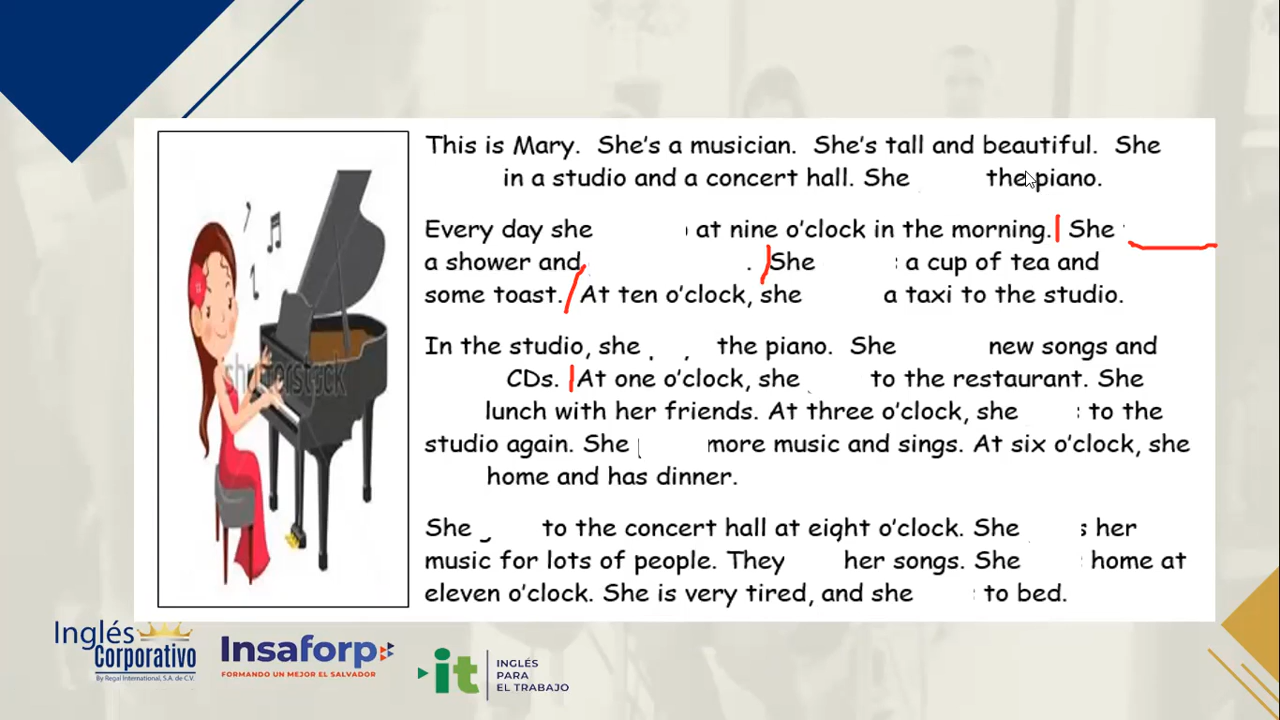 This is Mary. She's a musician. She's tall and beautiful. She
in a studio and a concert hall. She the piano.
Every day she at nine o'clock in the morning. She
a shower and . She a cup of tea and
some toast. At ten o'clock, she a taxi to the studio.
In the studio, she the piano. She new songs and
CDs. At one o'clock, she to the restaurant. She
lunch with her friends. At three o'clock, she to the
studio again. She more music and sings. At six o'clock, she
home and has dinner.
She to the concert hall at eight o'clock. She s her
music for lots of people. They her songs. She home at
eleven o'clock. She is very tired, and she to bed.
shutterstock
Inglés
Corporativo
By Regal International, S.A. de C.V.
Insaforp
FORMANDO UN MEJOR EL SALVADOR
it
INGLÉS
PARA
EL TRABAJO